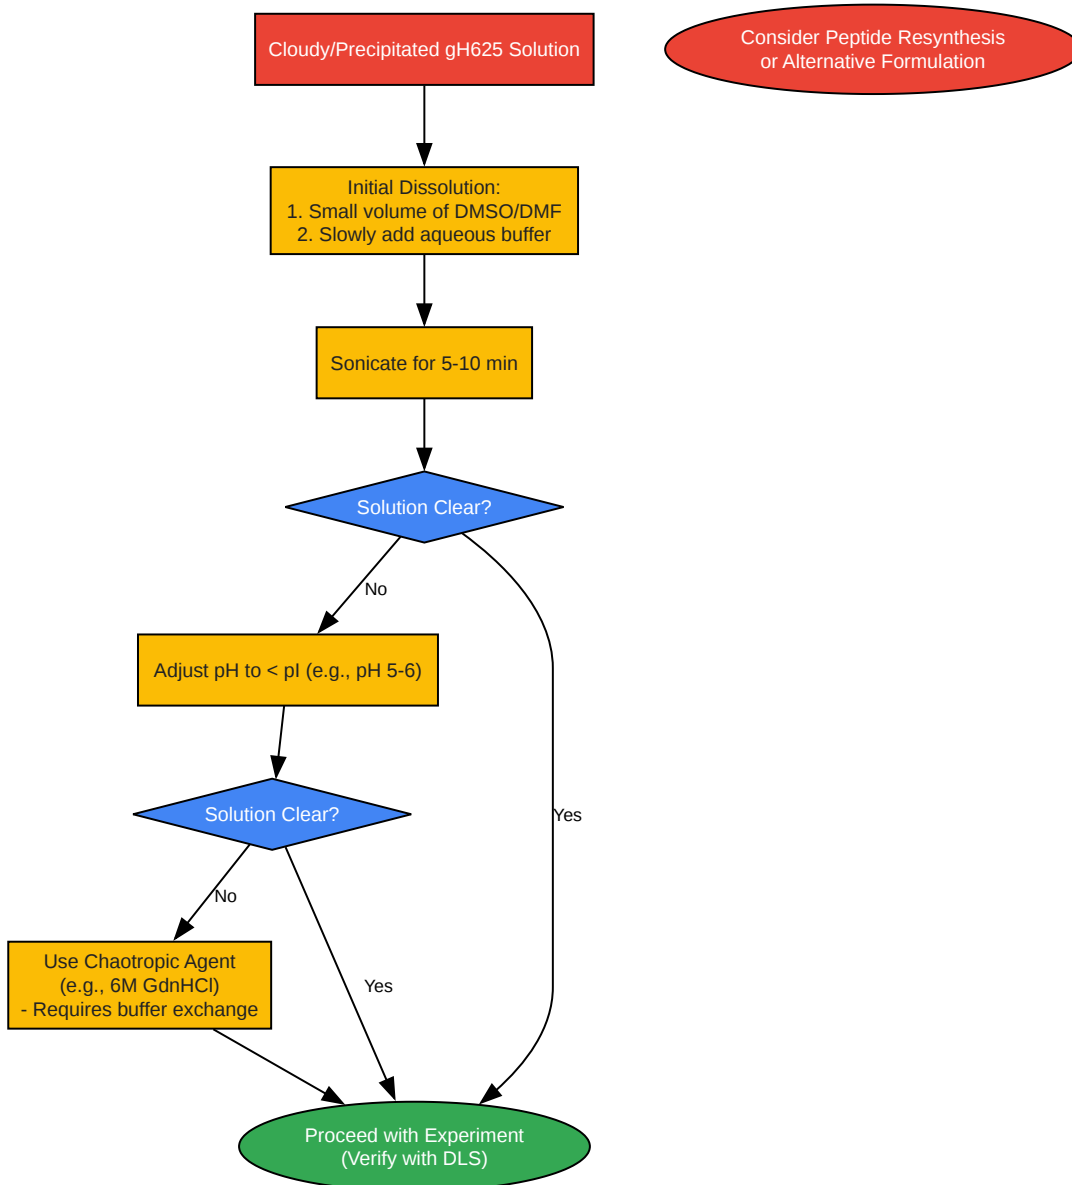 Cloudy/Precipitated gH625 Solution
Consider Peptide Resynthesis
or Alternative Formulation
Initial Dissolution:
1. Small volume of DMSO/DMF
2. Slowly add aqueous buffer
Sonicate for 5-10 min
Solution Clear?
No
Adjust pH to < pI (e.g., pH 5-6)
Solution Clear?
Yes
No
Use Chaotropic Agent
(e.g., 6M GdnHCl)
- Requires buffer exchange
Yes
Proceed with Experiment
(Verify with DLS)